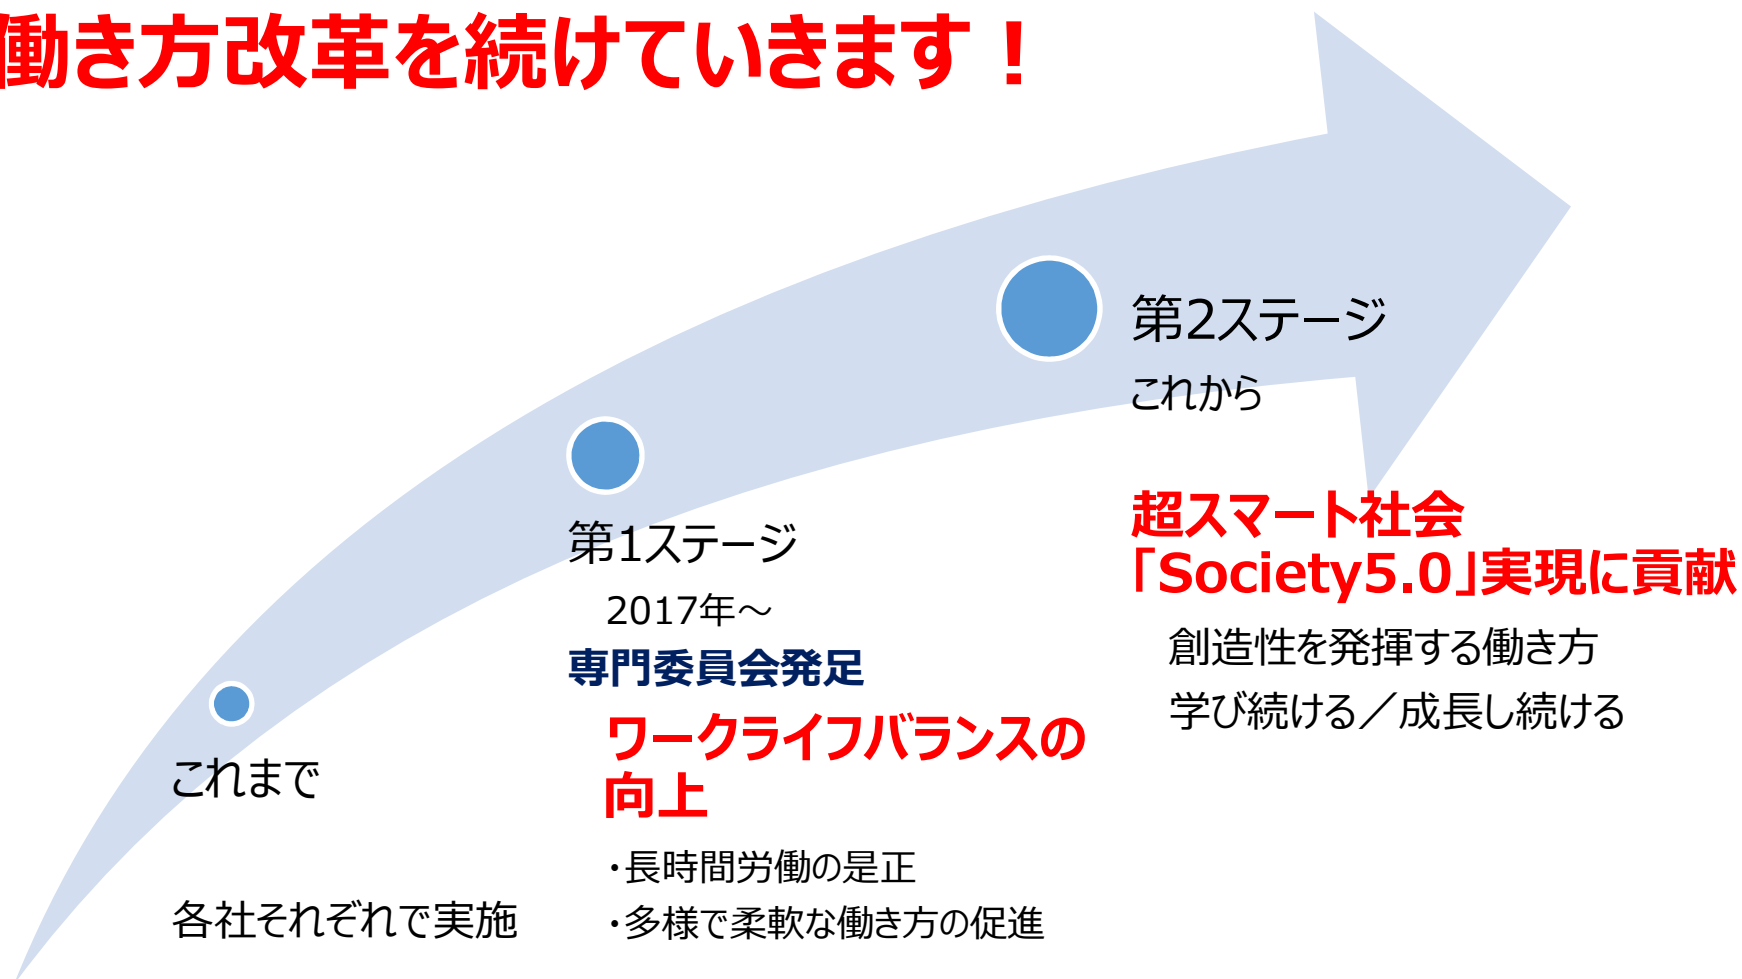 働き方改革を続けていきます！
第2ステージ
これから
超スマート社会
「Society5.0」実現に貢献
創造性を発揮する働き方
学び続ける／成長し続ける
第1ステージ
2017年～
専門委員会発足
ワークライフバランスの
向上
・長時間労働の是正
・多様で柔軟な働き方の促進
これまで
各社それぞれで実施